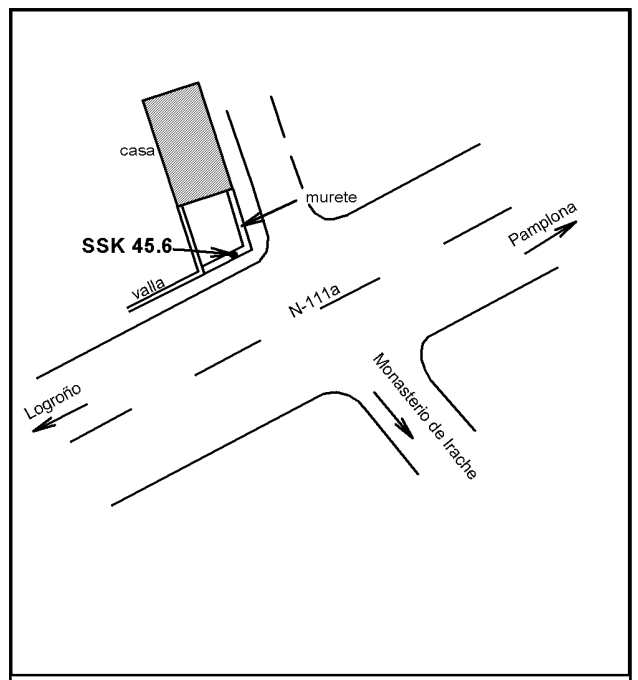 casa
murete
SSK 45.6
valla
Pamplona
N-111a
Logroño
Monasterio de Irache